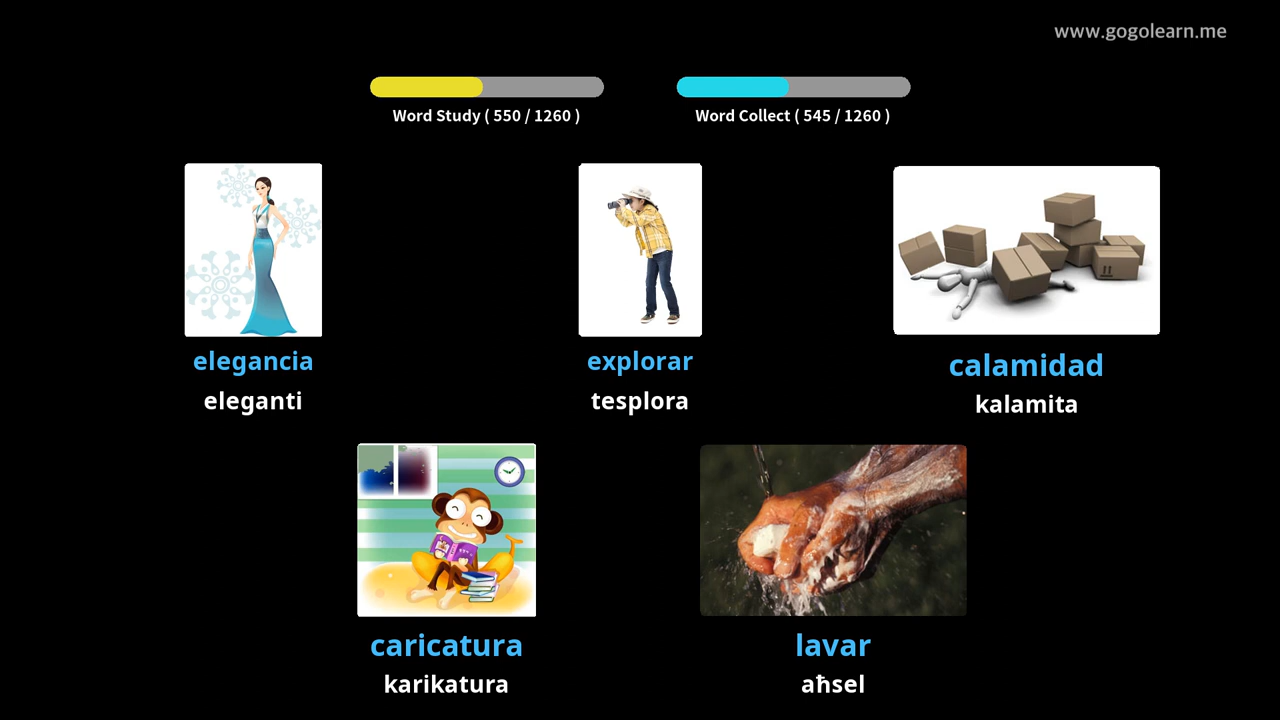 www.gogolearn.me
Word Study ( 550 / 1260 )
Word Collect ( 545 / 1260 )
elegancia
eleganti
explorar
tesplora
calamidad
kalamita
caricatura
karikatura
lavar
aħsel